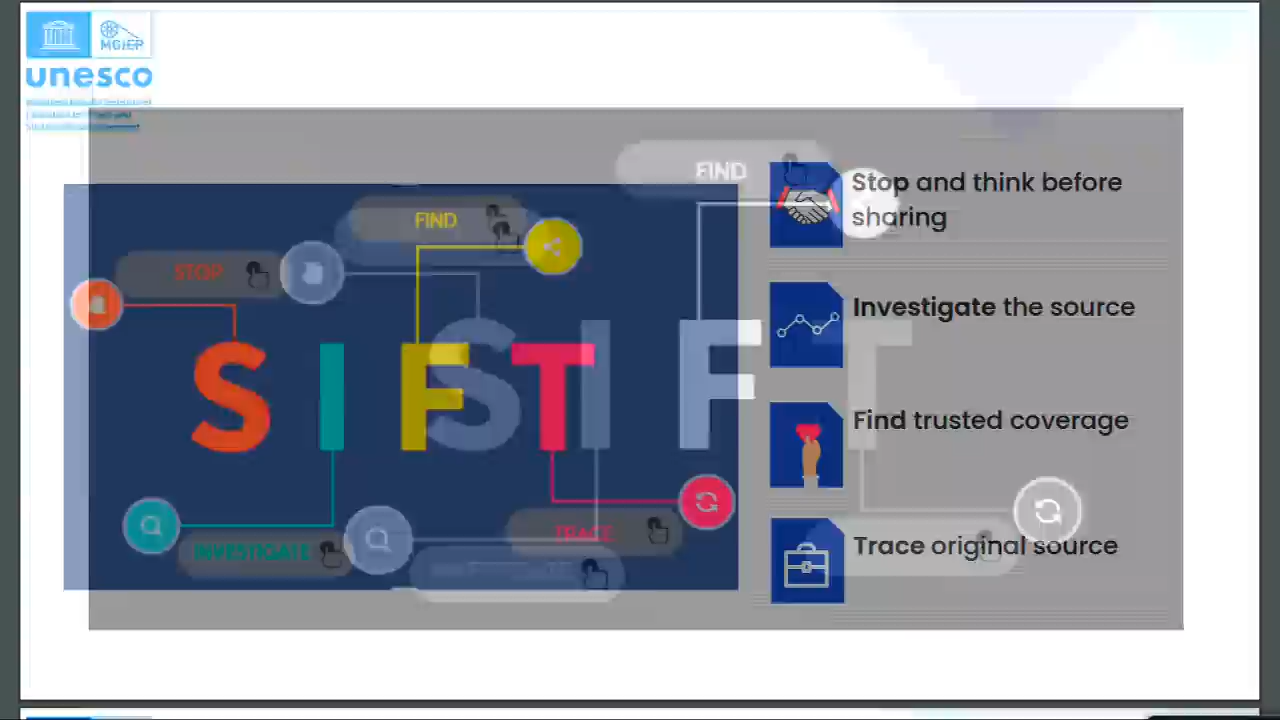 MGIEP
unesco
FIND
Stop and think before
sharing
FIND
STOP
Investigate the source
SIFT
SIFT
Find trusted coverage
TRACE
Trace original source
INVESTIGATE